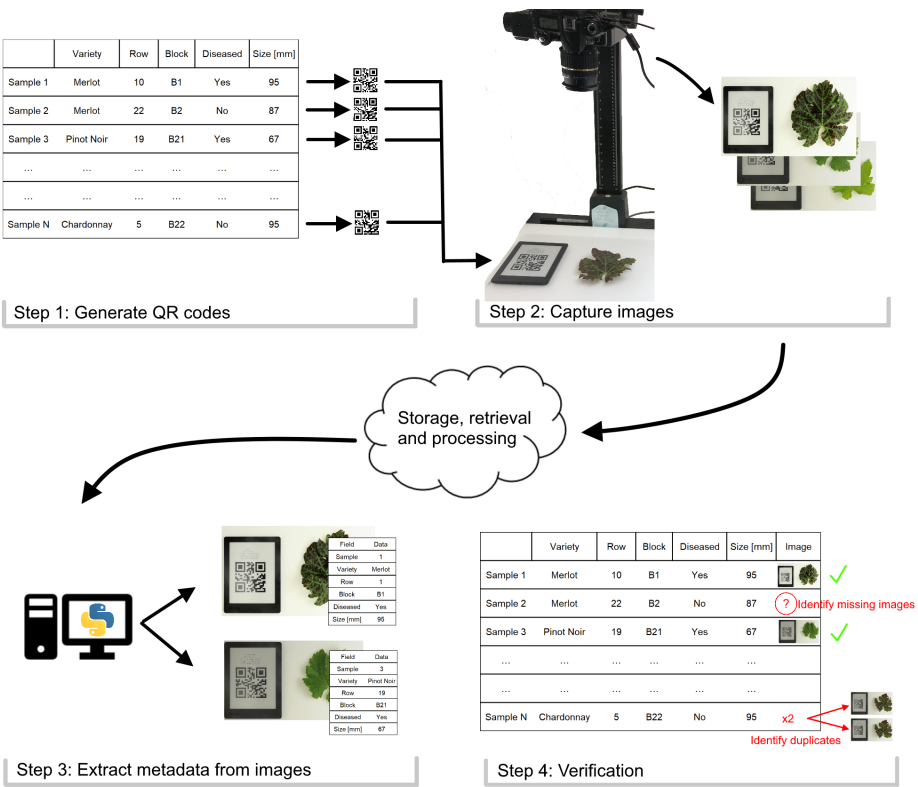 Variety Row Block Diseased Size [mm]
Sample 1 Merlot 10 B1 Yes 95
Sample 2 Merlot 22 B2 No 87
Sample 3 Pinot Noir 19 B21 Yes 67
... ... ... ... ... ...
... ... ... ... ... ...
Sample N Chardonnay 5 B22 No 95
Step 1: Generate QR codes
Step 2: Capture images
Storage, retrieval
and processing
Field Data
Sample 1
Variety Merlot
Row 1
Block B1
Diseased Yes
Size [mm] 95
Field Data
Sample 3
Variety Pinot Noir
Row 19
Block B21
Diseased Yes
Size [mm] 67
Step 3: Extract metadata from images
Variety Row Block Diseased Size [mm] Image
Sample 1 Merlot 10 B1 Yes 95
Sample 2 Merlot 22 B2 No 87 ? Identify missing images
Sample 3 Pinot Noir 19 B21 Yes 67
... ... ... ... ... ...
... ... ... ... ... ...
Sample N Chardonnay 5 B22 No 95 x2
Identify duplicates
Step 4: Verification